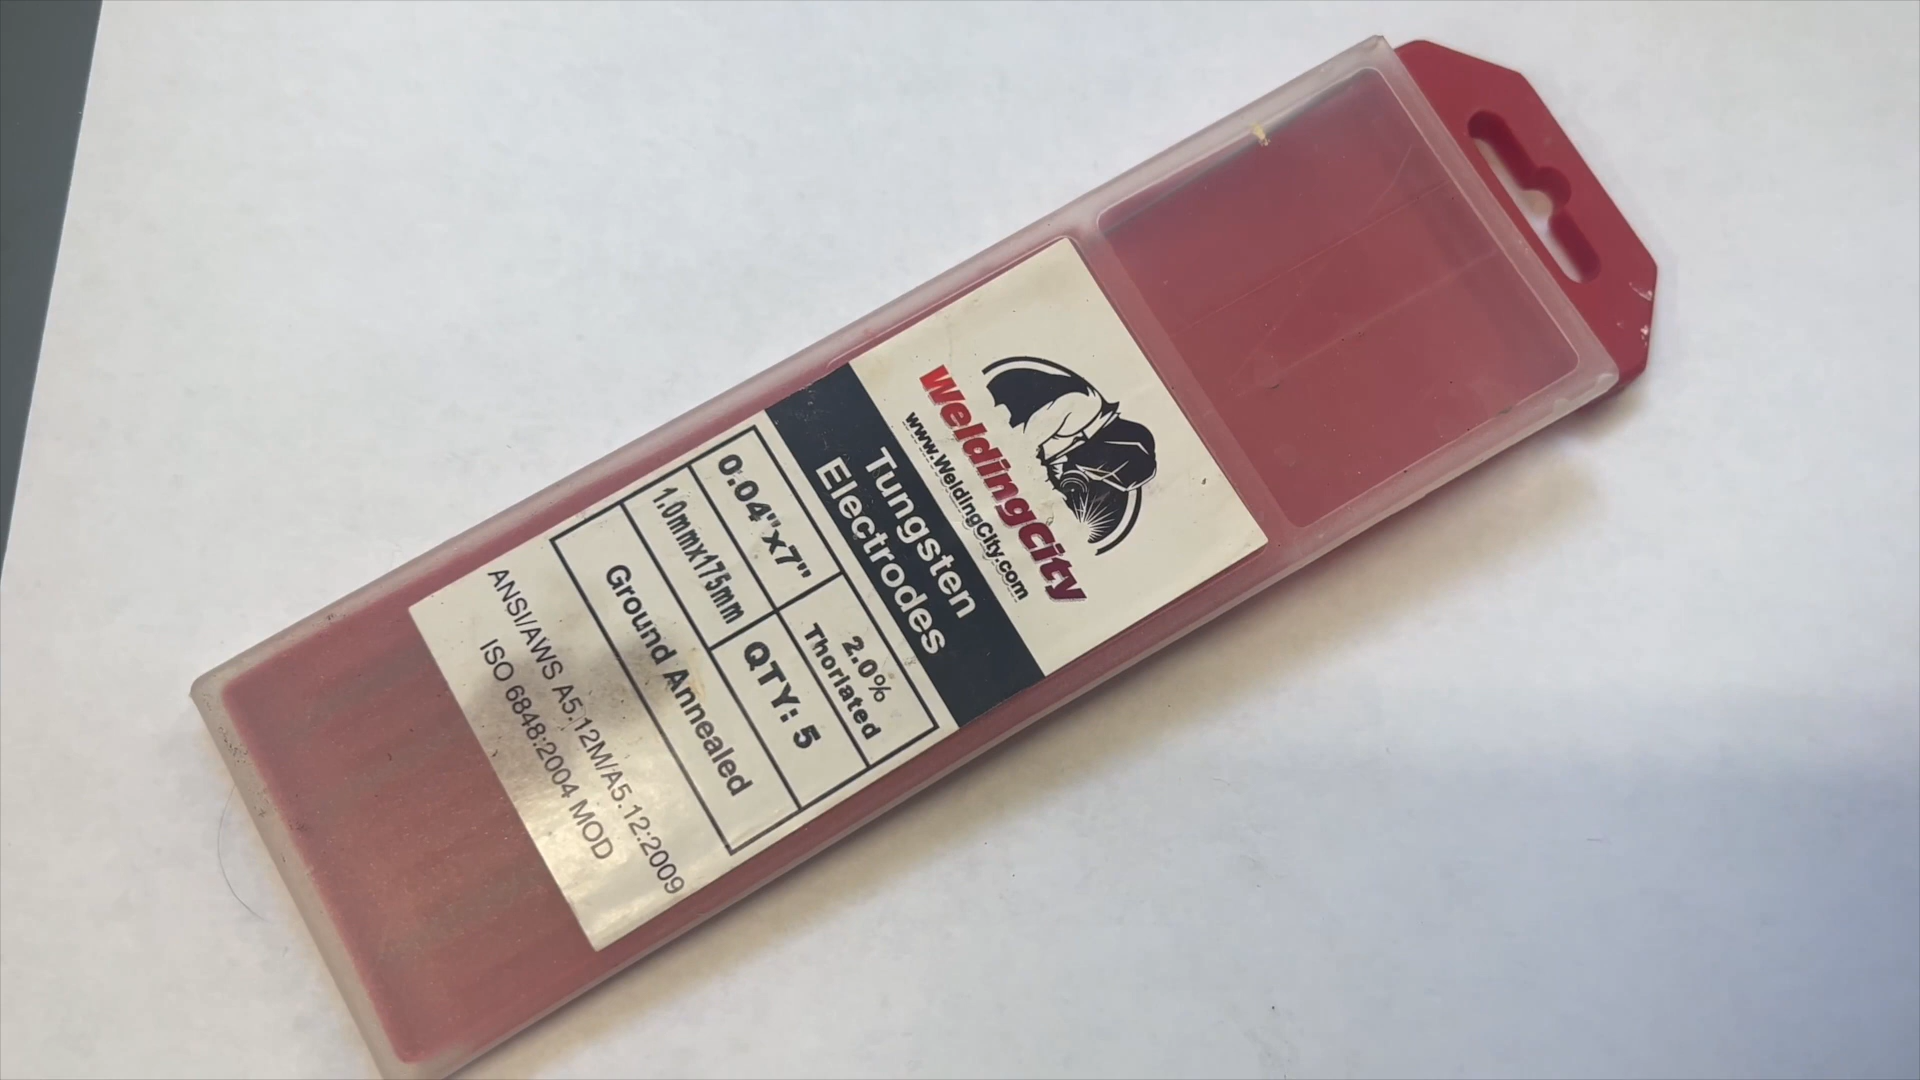 WeldingCity
www.WeldingCity.com
Tungsten
Electrodes
0.04"x7"
2.0%
Thoriated
1.0mmx175mm
QTY: 5
Ground Annealed
ANSI/AWS A5.12M/A5.12:2009
ISO 6848:2004 MOD